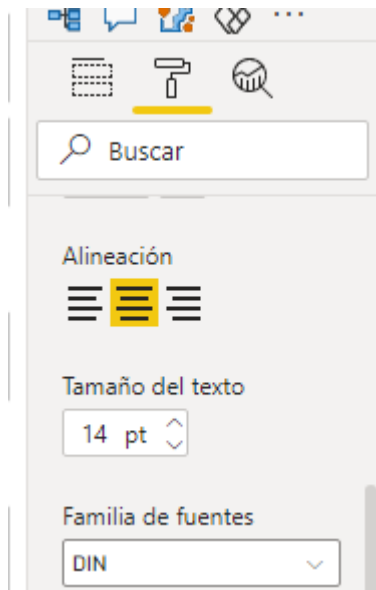 Buscar
Alineación
Tamaño del texto
14 pt
Familia de fuentes
DIN